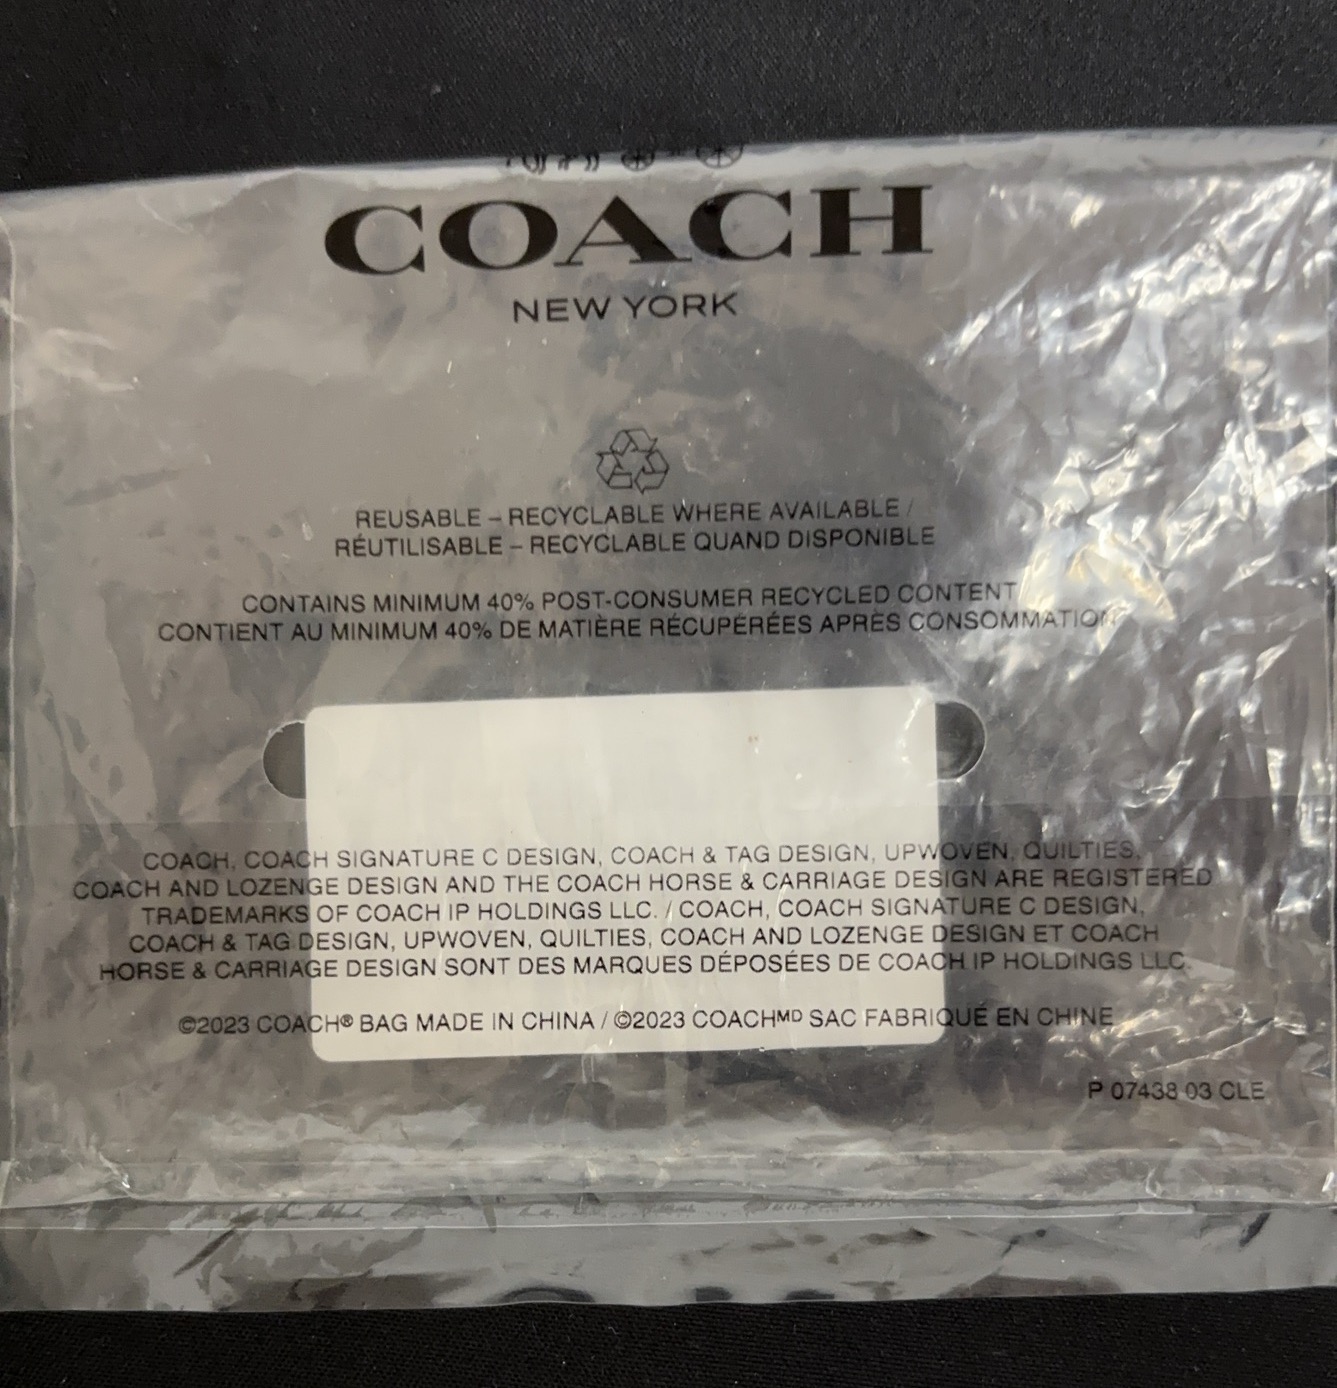 COACH
NEW YORK
REUSABLE – RECYCLABLE WHERE AVAILABLE /
RÉUTILISABLE – RECYCLABLE QUAND DISPONIBLE
CONTAINS MINIMUM 40% POST-CONSUMER RECYCLED CONTENT
CONTIENT AU MINIMUM 40% DE MATIÈRE RÉCUPÉRÉES APRÈS CONSOMMATION
COACH, COACH SIGNATURE C DESIGN, COACH & TAG DESIGN, UPWOVEN, QUILTIES,
COACH AND LOZENGE DESIGN AND THE COACH HORSE & CARRIAGE DESIGN ARE REGISTERED
TRADEMARKS OF COACH IP HOLDINGS LLC. / COACH, COACH SIGNATURE C DESIGN,
COACH & TAG DESIGN, UPWOVEN, QUILTIES, COACH AND LOZENGE DESIGN ET COACH
HORSE & CARRIAGE DESIGN SONT DES MARQUES DÉPOSÉES DE COACH IP HOLDINGS LLC.
©2023 COACH® BAG MADE IN CHINA / ©2023 COACHᴹᴰ SAC FABRIQUÉ EN CHINE
P 07438 03 CLE